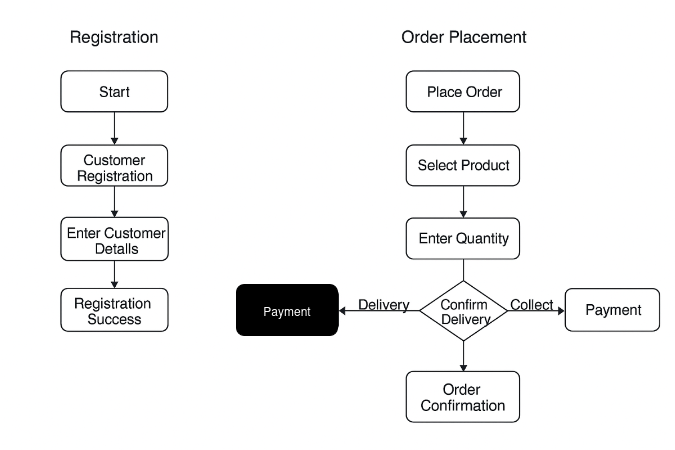 Registration
Start
Customer
Registration
Enter Customer
Detalls
Registration
Success
Order Placement
Place Order
Select Product
Enter Quantity
Confirm
Delivery
Delivery
Payment
Collect
Payment
Order
Confirmation